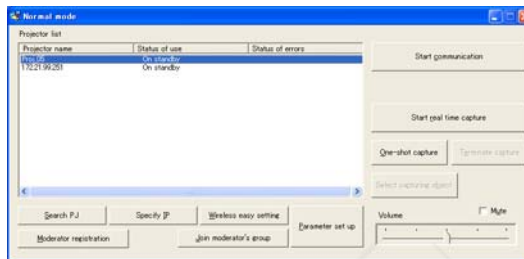 Normal mode
Projector list
Projector name Status of use Status of errors
Proj.05 On standby
172.21.99.251 On standby
Start communication
Start real time capture
One-shot capture Terminate capture
Select capturing object
Search PJ Specify IP Wireless easy setting Parameter set up
Moderator registration Join moderator's group
Volume Mute